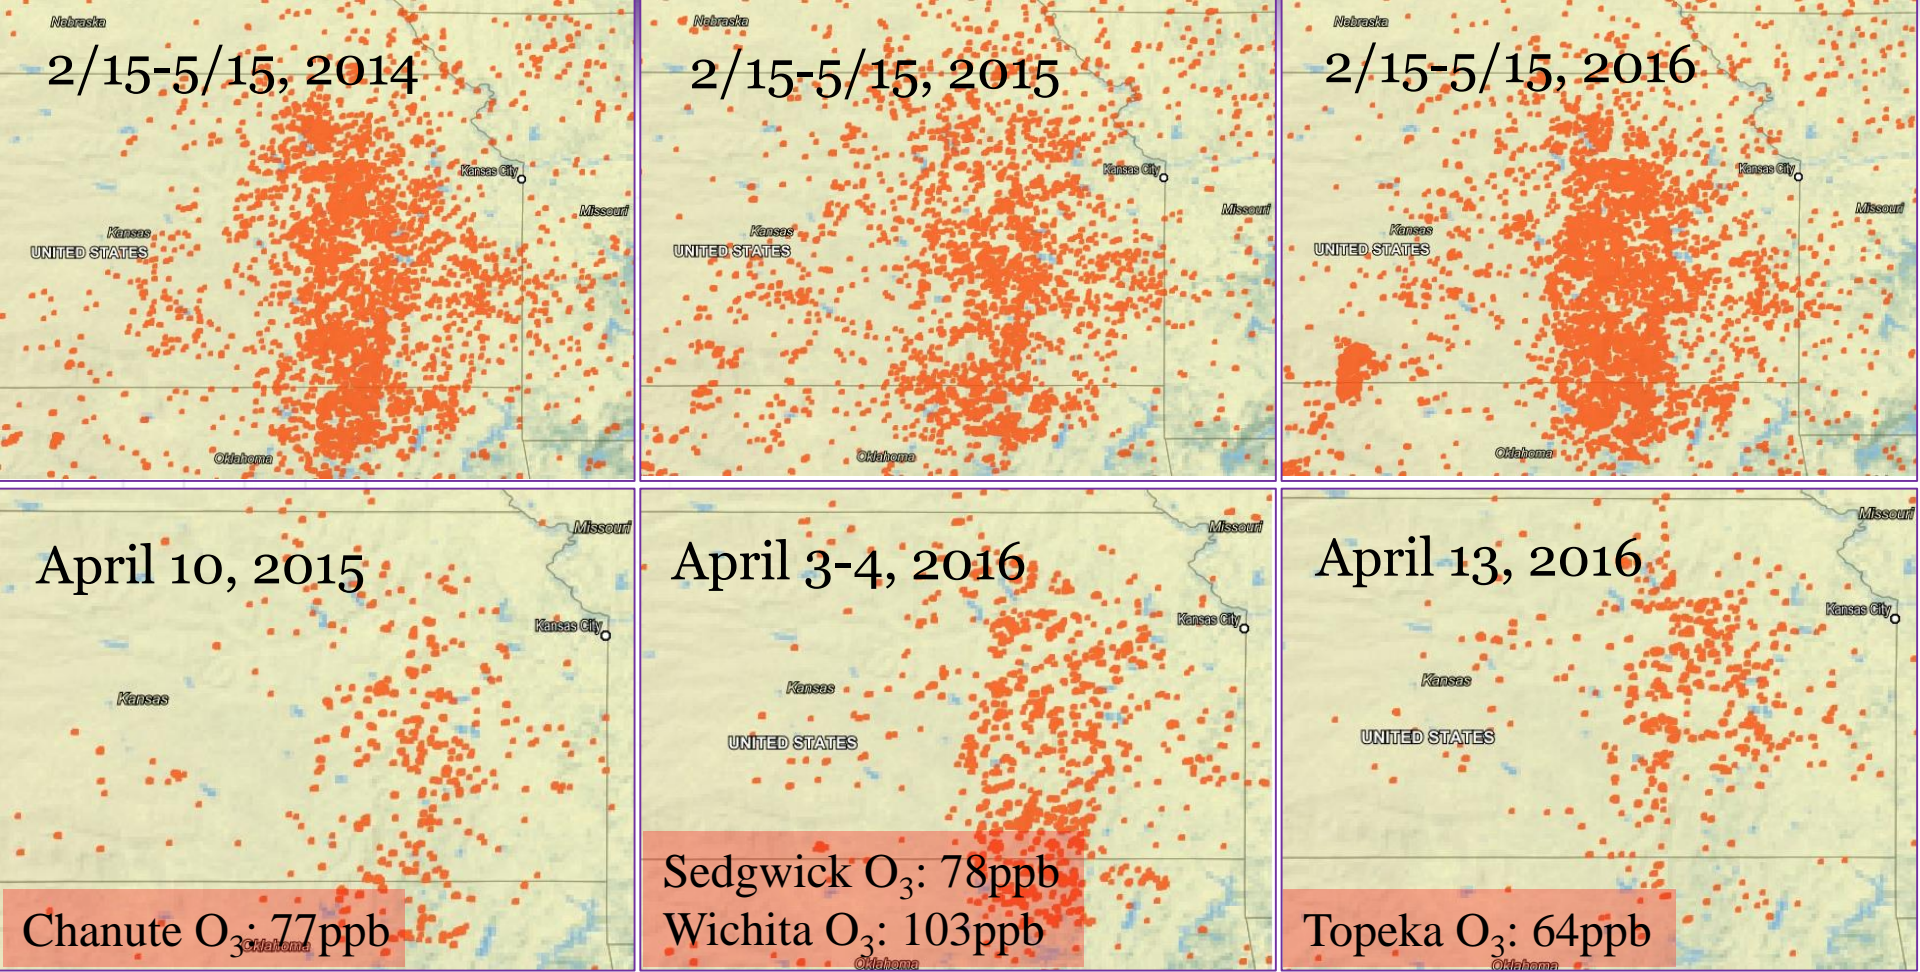 Nebraska
2/15-5/15, 2014
Kansas City
Missouri
Kansas
UNITED STATES
Oklahoma
Nebraska
2/15-5/15, 2015
Kansas City
Missouri
Kansas
UNITED STATES
Oklahoma
Nebraska
2/15-5/15, 2016
Kansas City
Missouri
Kansas
UNITED STATES
Oklahoma
Missouri
April 10, 2015
Kansas City
Kansas
Chanute O₃: 77ppb
Oklahoma
Missouri
April 3-4, 2016
Kansas City
Kansas
UNITED STATES
Sedgwick O₃: 78ppb
Wichita O₃: 103ppb
Oklahoma
Missouri
April 13, 2016
Kansas City
Kansas
UNITED STATES
Topeka O₃: 64ppb
Oklahoma